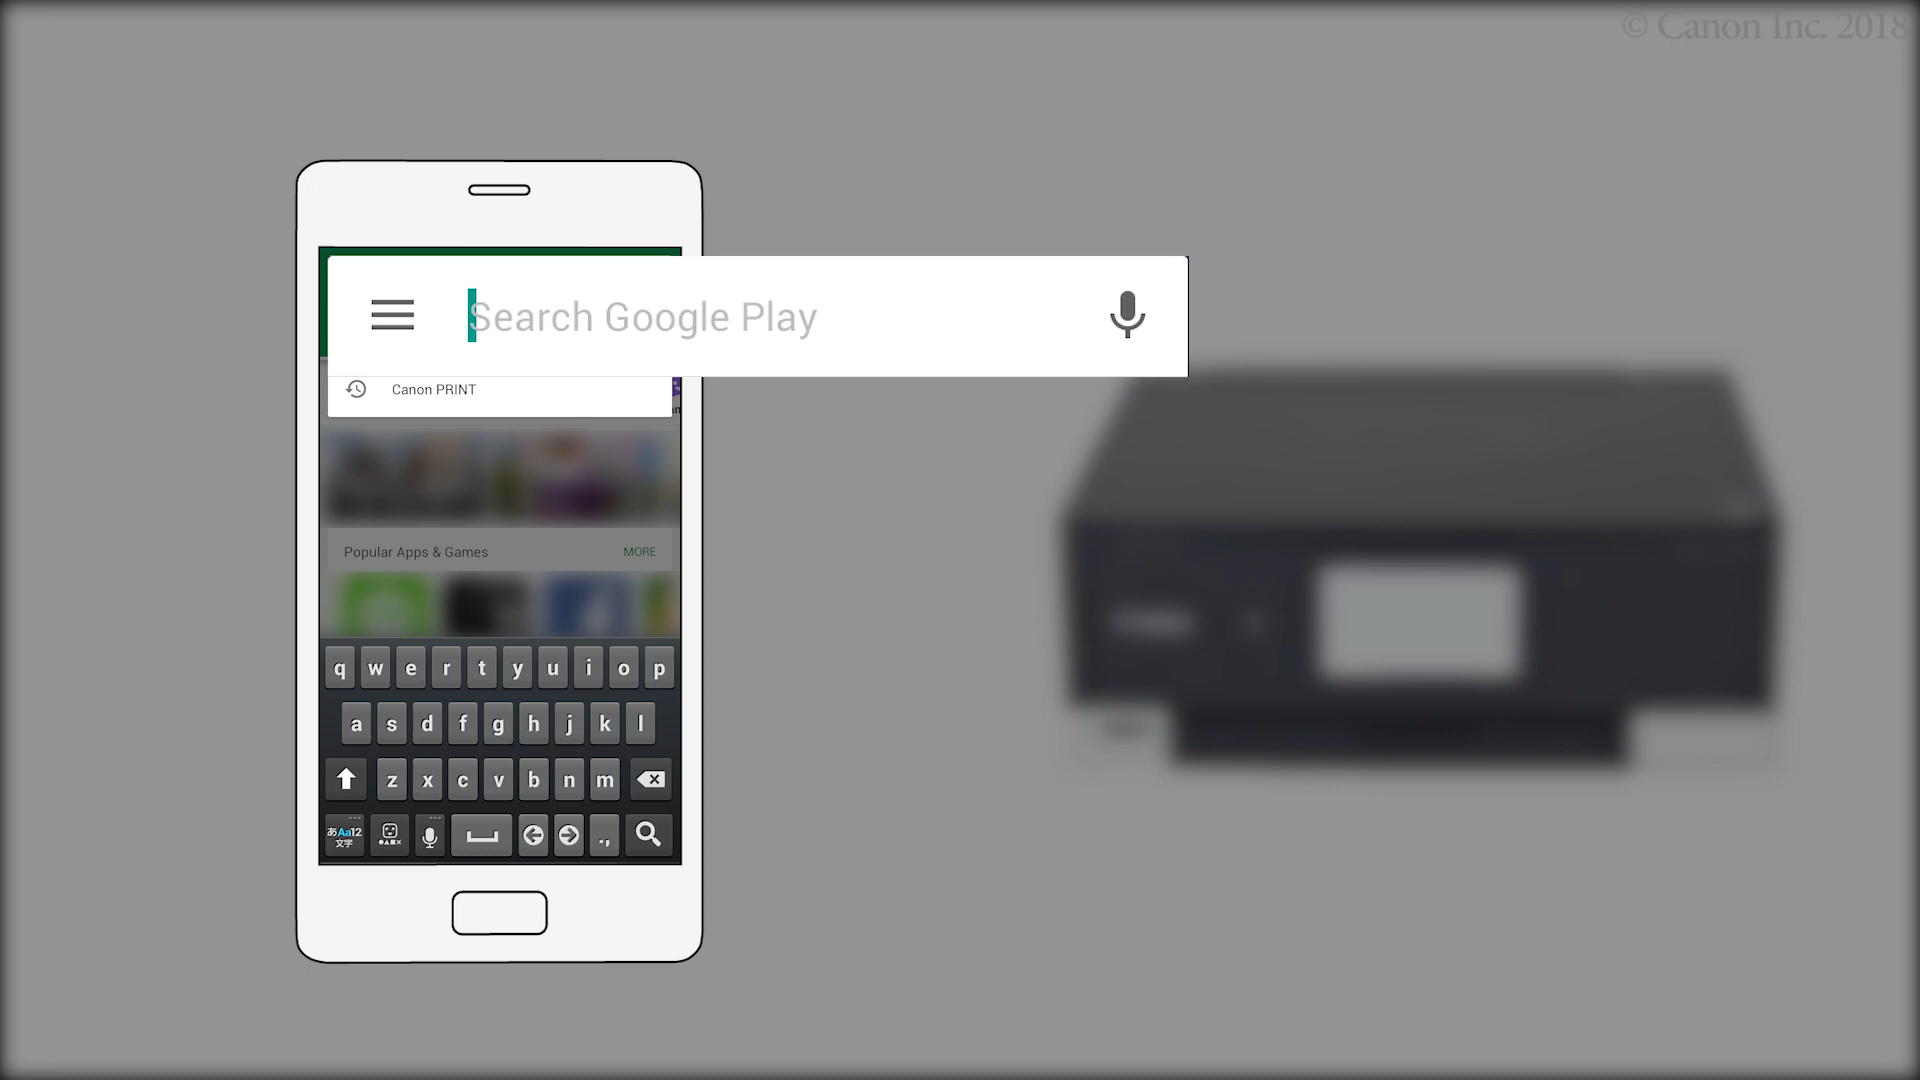 © Canon Inc. 2018
Search Google Play
Canon PRINT
Popular Apps & Games MORE
q w e r t y u i o p
a s d f g h j k l
z x c v b n m
あAa12
文字
.,